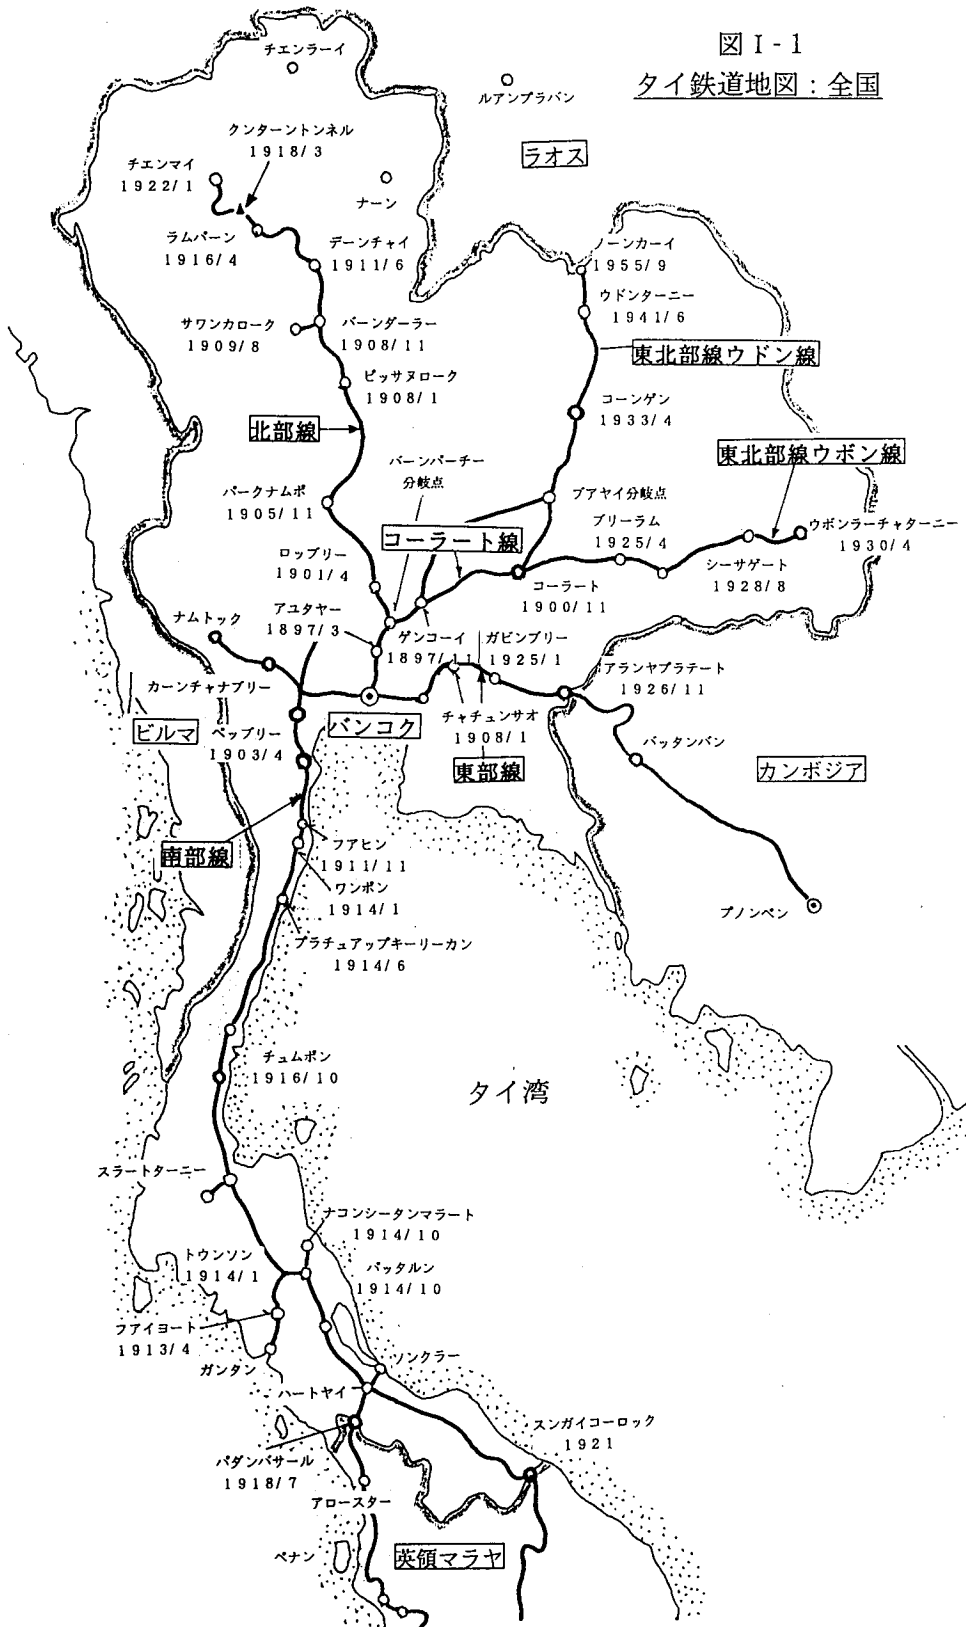 図 I - 1
タイ鉄道地図：全国
チエンラーイ
ルアンプラバン
クンターントンネル
1918/3
ラオス
チエンマイ
1922/1
ナーン
ラムパーン
1916/4
デーンチャイ
1911/6
ノーンカーイ
1955/9
ウドンターニー
1941/6
サワンカローク
1909/8
バーンダーラー
1908/11
東北部線ウドン線
ピッサヌローク
1908/1
コーンゲン
1933/4
北部線
東北部線ウボン線
バーンパーチー
分岐点
パークナムポ
1905/11
ブアヤイ分岐点
ブリーラム
1925/4
ウボンラーチャターニー
1930/4
コーラート線
ロッブリー
1901/4
シーサゲート
1928/8
コーラート
1900/11
ナムトック
アユタヤー
1897/3
ゲンコーイ
1897/11
ガビンブリー
1925/1
アランヤプラテート
1926/11
カーンチャナブリー
ビルマ
ペッブリー
1903/4
バンコク
チャチュンサオ
1908/1
東部線
バッタンバン
カンボジア
南部線
フアヒン
1911/11
ワンポン
1914/1
プノンペン
プラチュアップキーリーカン
1914/6
チュムポン
1916/10
タイ湾
スラートターニー
ナコンシータンマラート
1914/10
トウンソン
1914/1
パッタルン
1914/10
フアイヨート
1913/4
ガンタン
ソンクラー
ハートヤイ
スンガイコーロック
1921
パダンバサール
1918/7
アロースター
ペナン
英領マラヤ